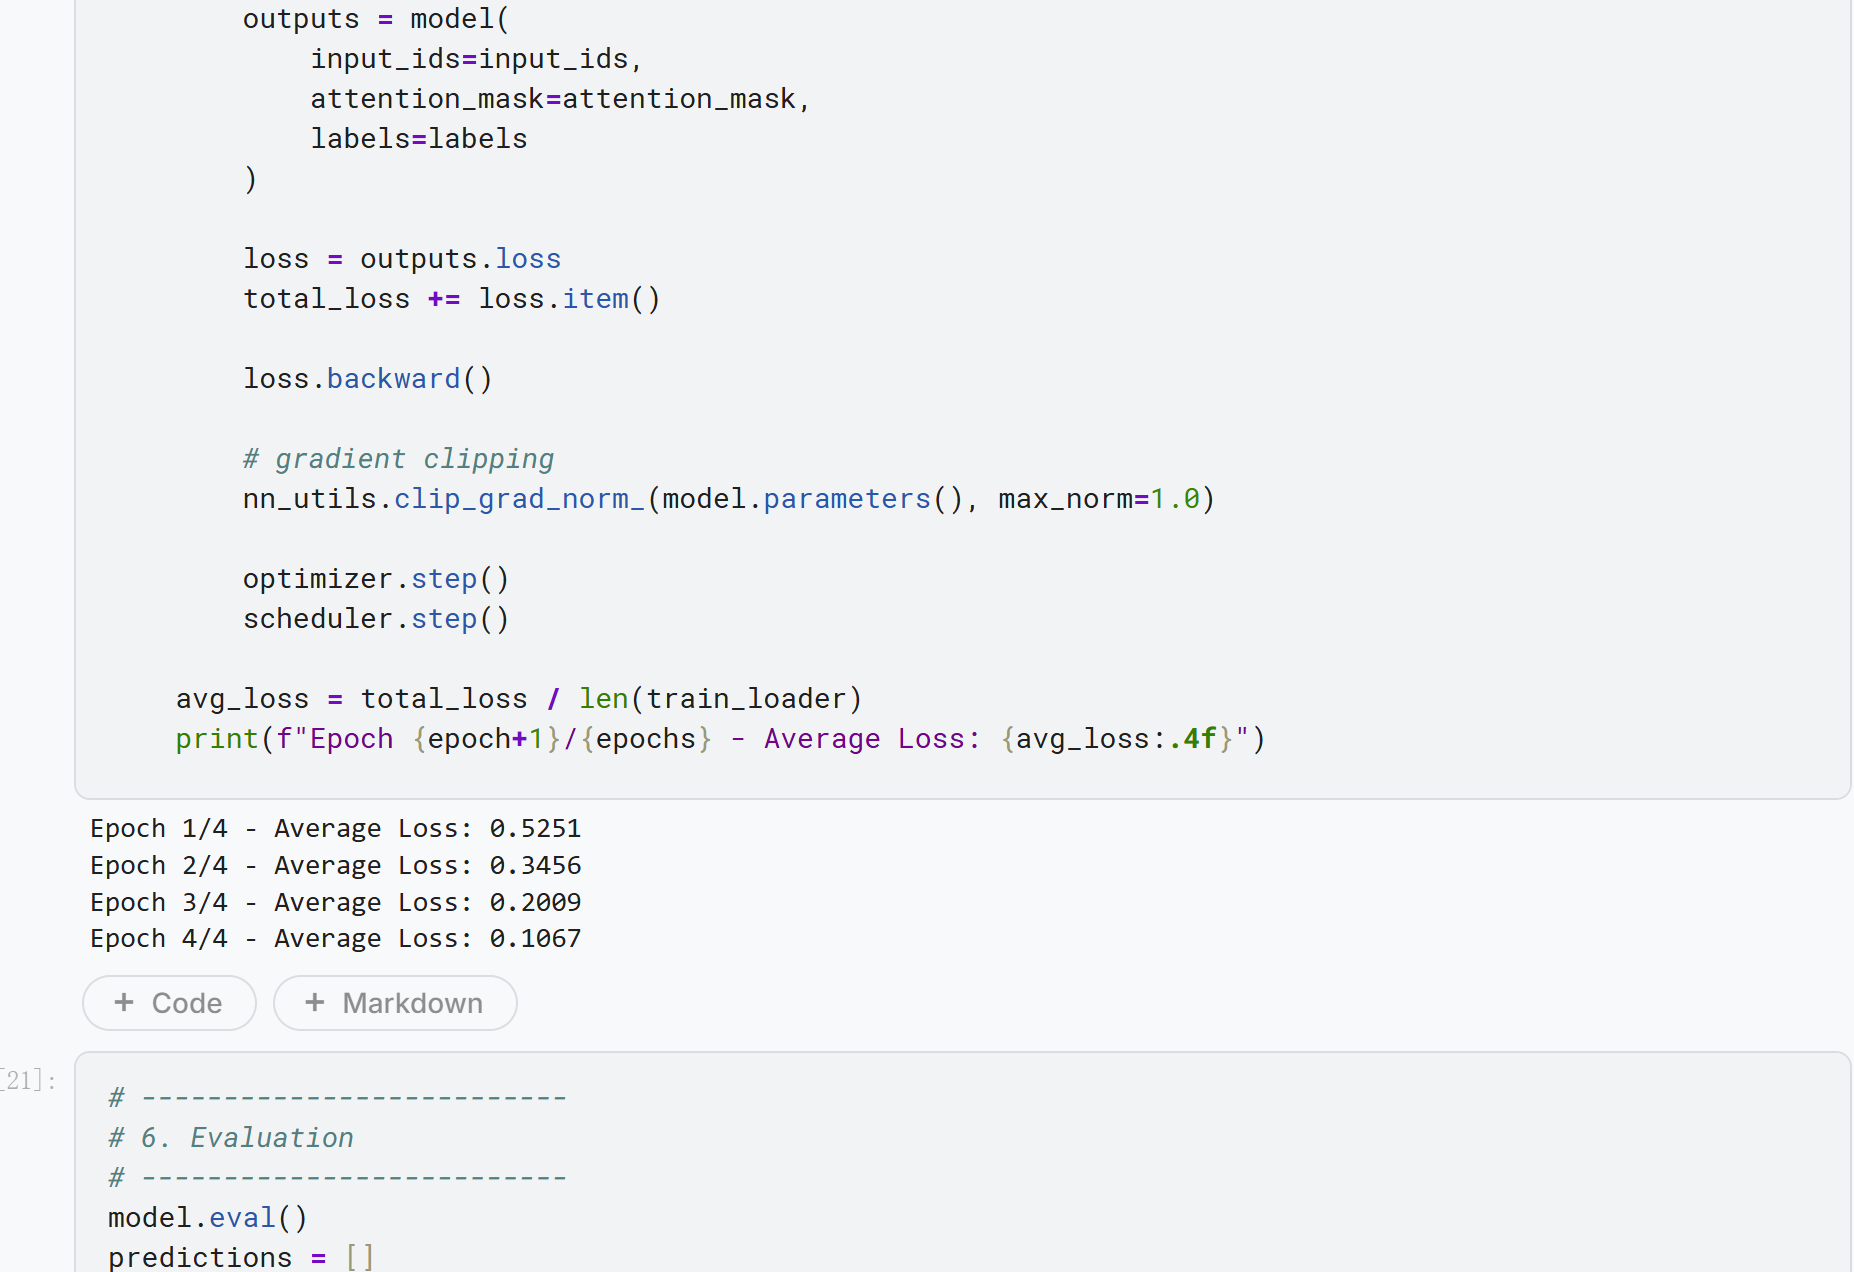 outputs = model(
input_ids=input_ids,
attention_mask=attention_mask,
labels=labels
)
loss = outputs.loss
total_loss += loss.item()
loss.backward()
# gradient clipping
nn_utils.clip_grad_norm_(model.parameters(), max_norm=1.0)
optimizer.step()
scheduler.step()
avg_loss = total_loss / len(train_loader)
print(f"Epoch {epoch+1}/{epochs} - Average Loss: {avg_loss:.4f}")
Epoch 1/4 - Average Loss: 0.5251
Epoch 2/4 - Average Loss: 0.3456
Epoch 3/4 - Average Loss: 0.2009
Epoch 4/4 - Average Loss: 0.1067
+ Code + Markdown
[21]:
# --------------------------
# 6. Evaluation
# --------------------------
model.eval()
predictions = []